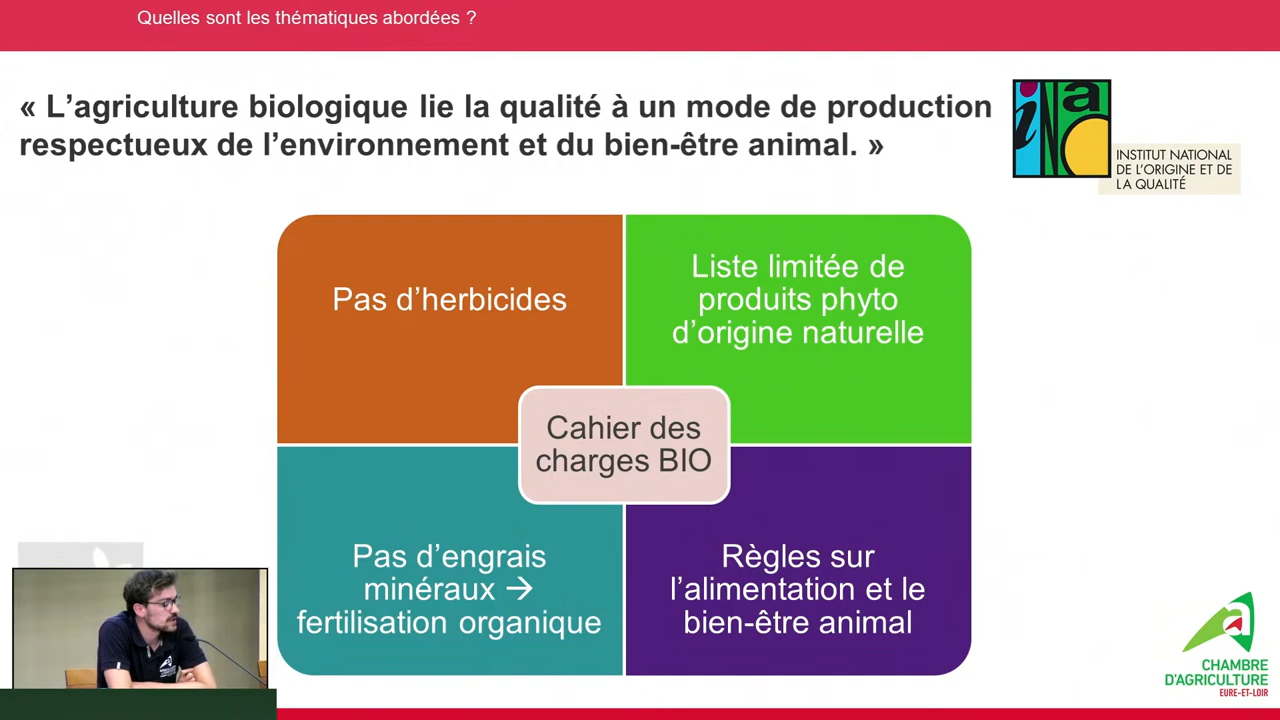 Quelles sont les thématiques abordées ?
« L’agriculture biologique lie la qualité à un mode de production
respectueux de l’environnement et du bien-être animal. »
inao
INSTITUT NATIONAL
DE L’ORIGINE ET DE
LA QUALITÉ
Pas d’herbicides
Liste limitée de
produits phyto
d’origine naturelle
Cahier des
charges BIO
Pas d’engrais
minéraux →
fertilisation organique
Règles sur
l’alimentation et le
bien-être animal
a
CHAMBRE
D’AGRICULTURE
EURE-ET-LOIR